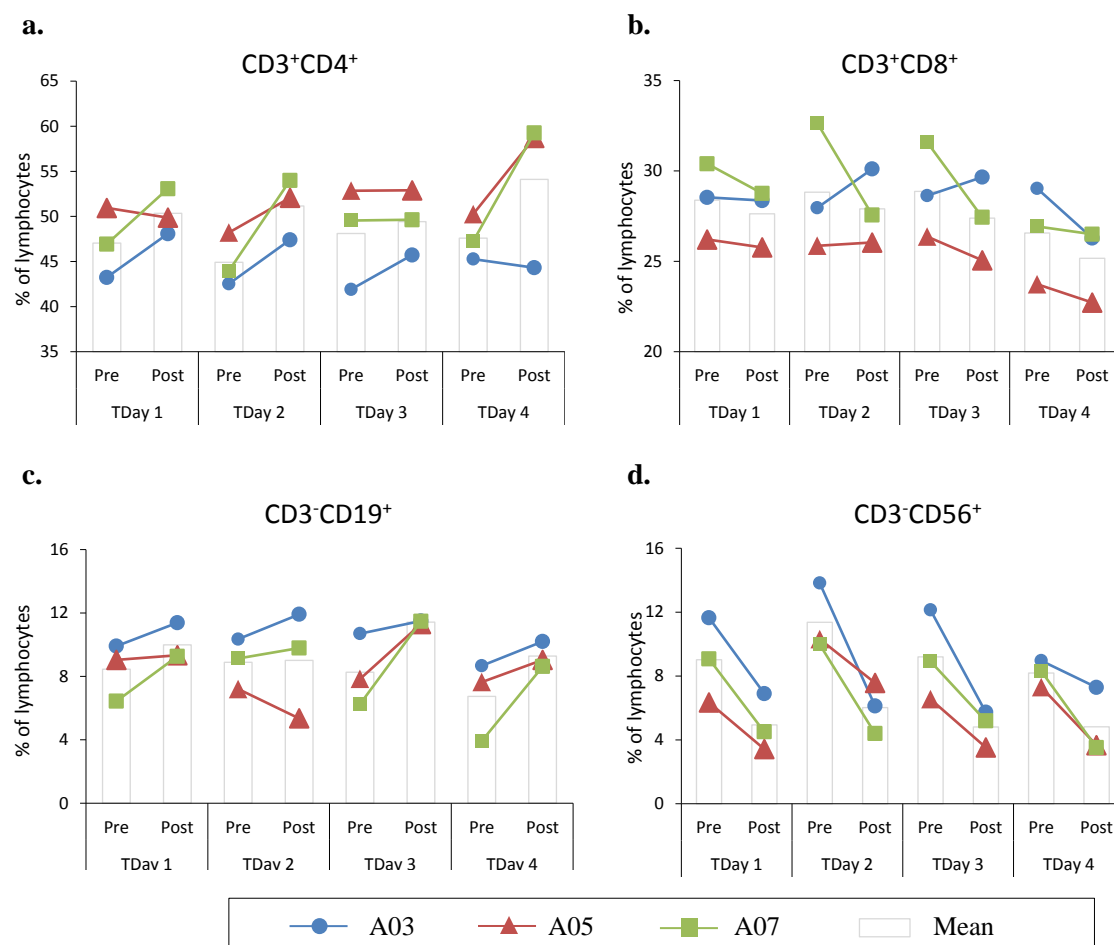 a.
CD3⁺CD4⁺
% of lymphocytes
65
60
55
50
45
40
35
Pre Post Pre Post Pre Post Pre Post
TDay 1 TDay 2 TDay 3 TDay 4
b.
CD3⁺CD8⁺
% of lymphocytes
35
30
25
20
Pre Post Pre Post Pre Post Pre Post
TDay 1 TDay 2 TDay 3 TDay 4
c.
CD3⁻CD19⁺
% of lymphocytes
16
12
8
4
0
Pre Post Pre Post Pre Post Pre Post
TDay 1 TDay 2 TDay 3 TDay 4
d.
CD3⁻CD56⁺
% of lymphocytes
16
12
8
4
0
Pre Post Pre Post Pre Post Pre Post
TDay 1 TDay 2 TDay 3 TDay 4
A03 A05 A07 Mean